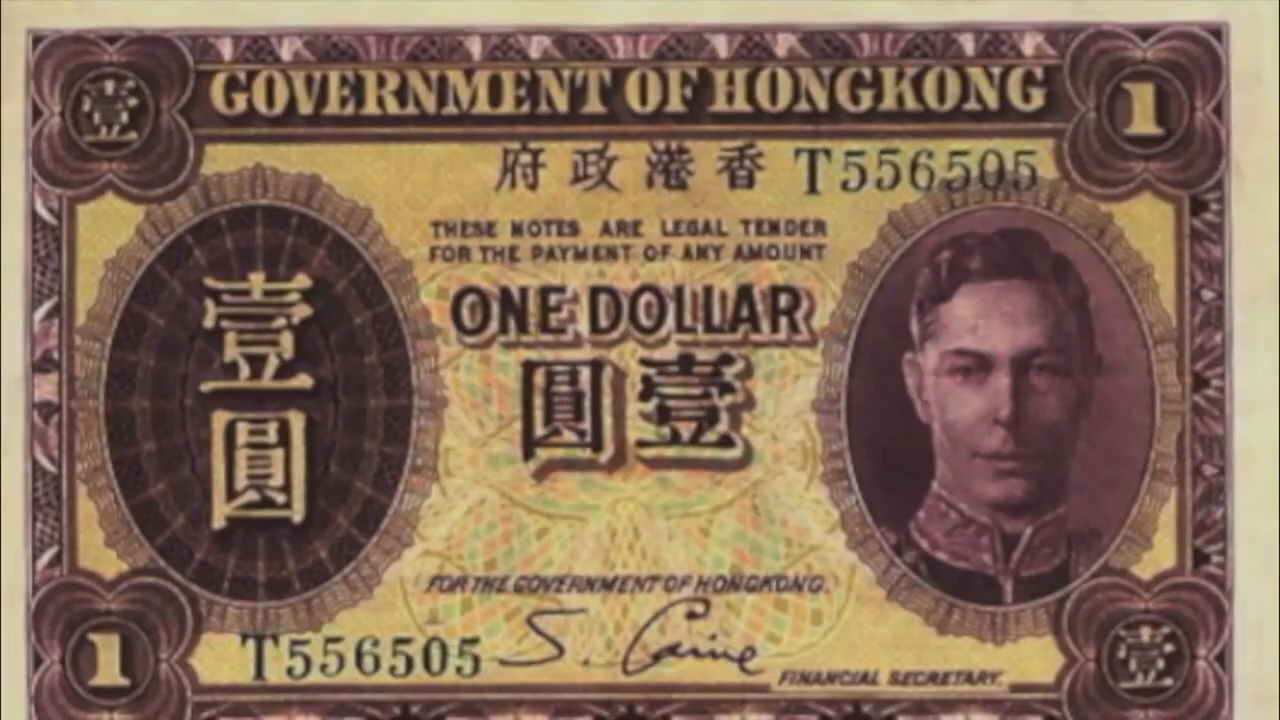 壹
GOVERNMENT OF HONGKONG
1
府政港香 T556505
THESE NOTES ARE LEGAL TENDER
FOR THE PAYMENT OF ANY AMOUNT
ONE DOLLAR
圓壹
壹
圓
FOR THE GOVERNMENT OF HONGKONG.
1
T556505
S. Caine
FINANCIAL SECRETARY.
壹